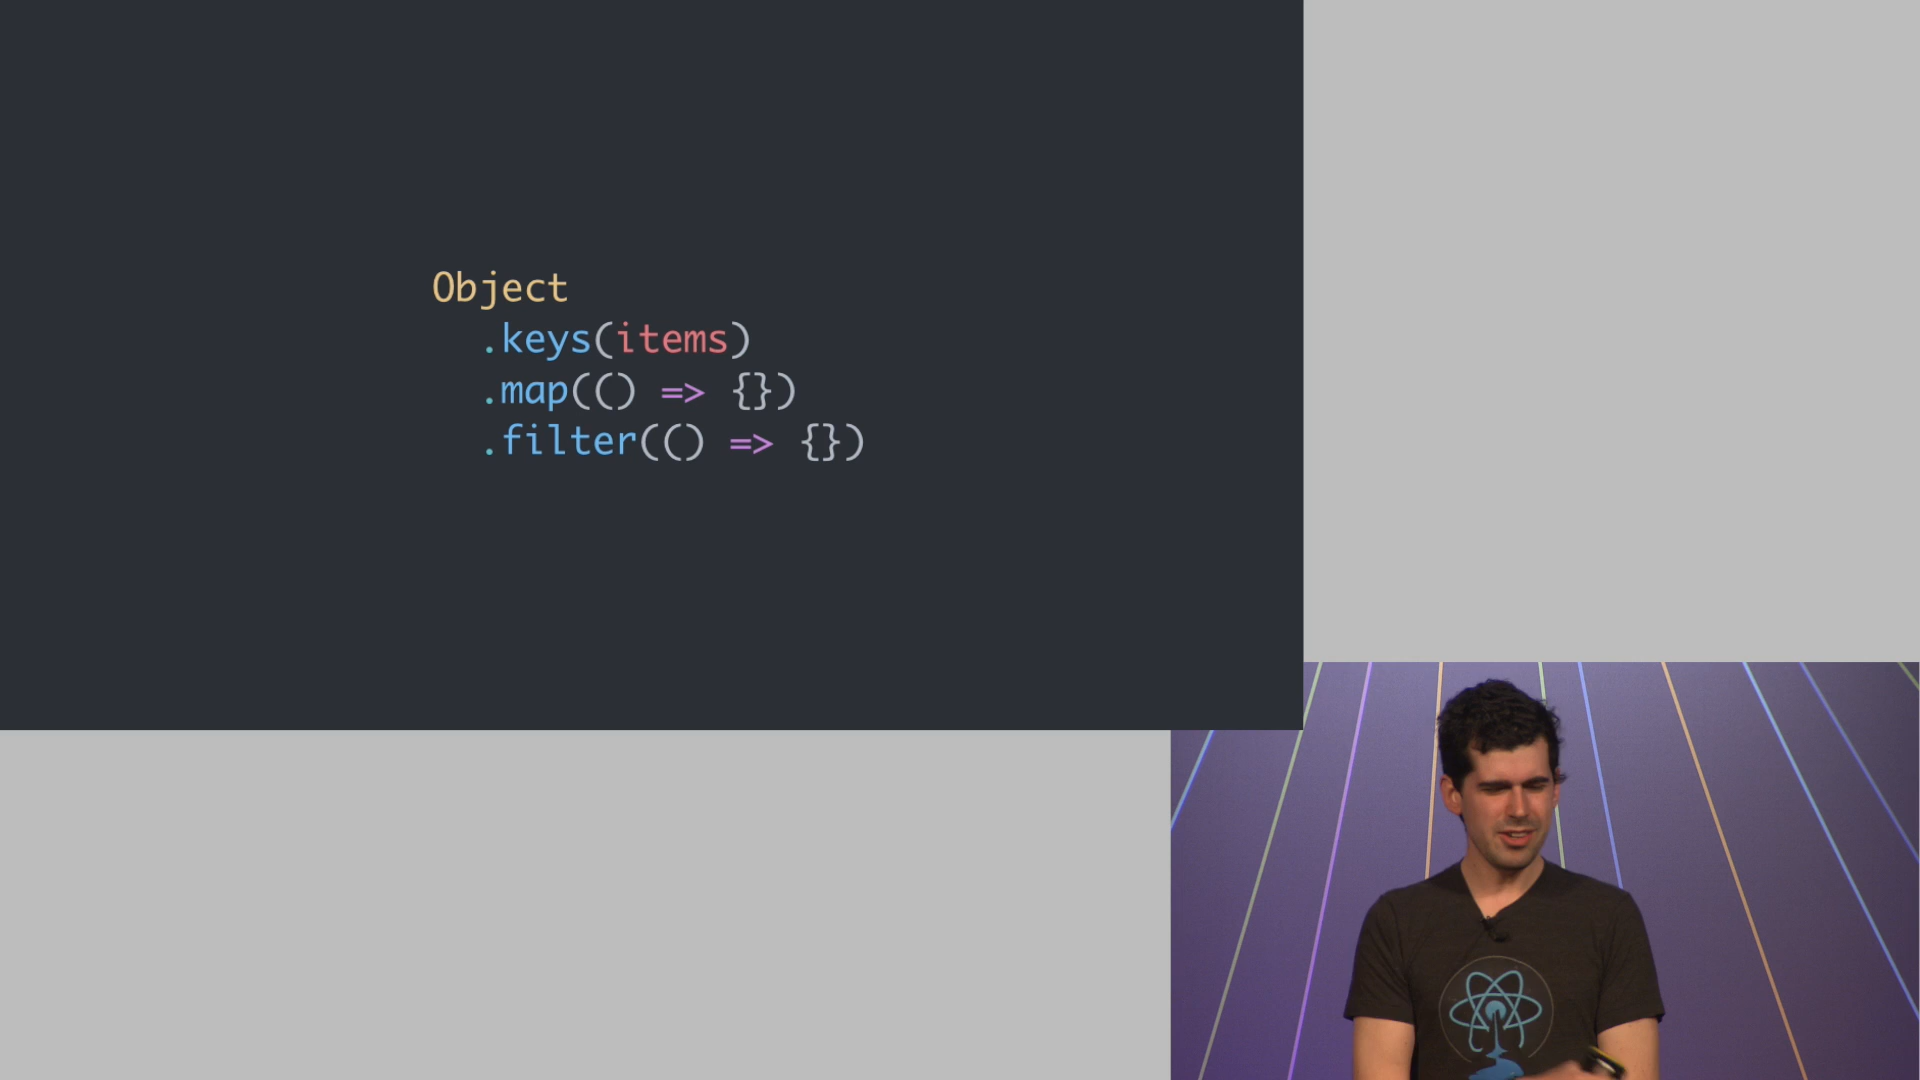 Object
.keys(items)
.map(() => {})
.filter(() => {})